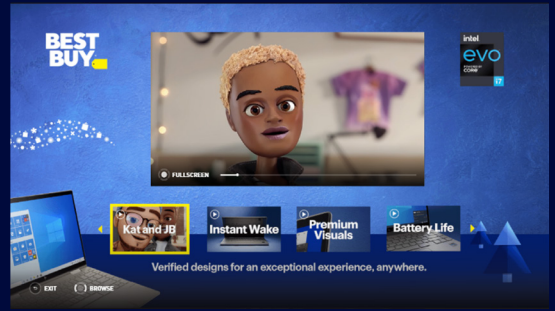 BEST
BUY
intel
evo
POWERED BY
CORE
i7
FULLSCREEN
Kat and JB
Instant Wake
Premium
Visuals
Battery Life
Verified designs for an exceptional experience, anywhere.
EXIT
BROWSE